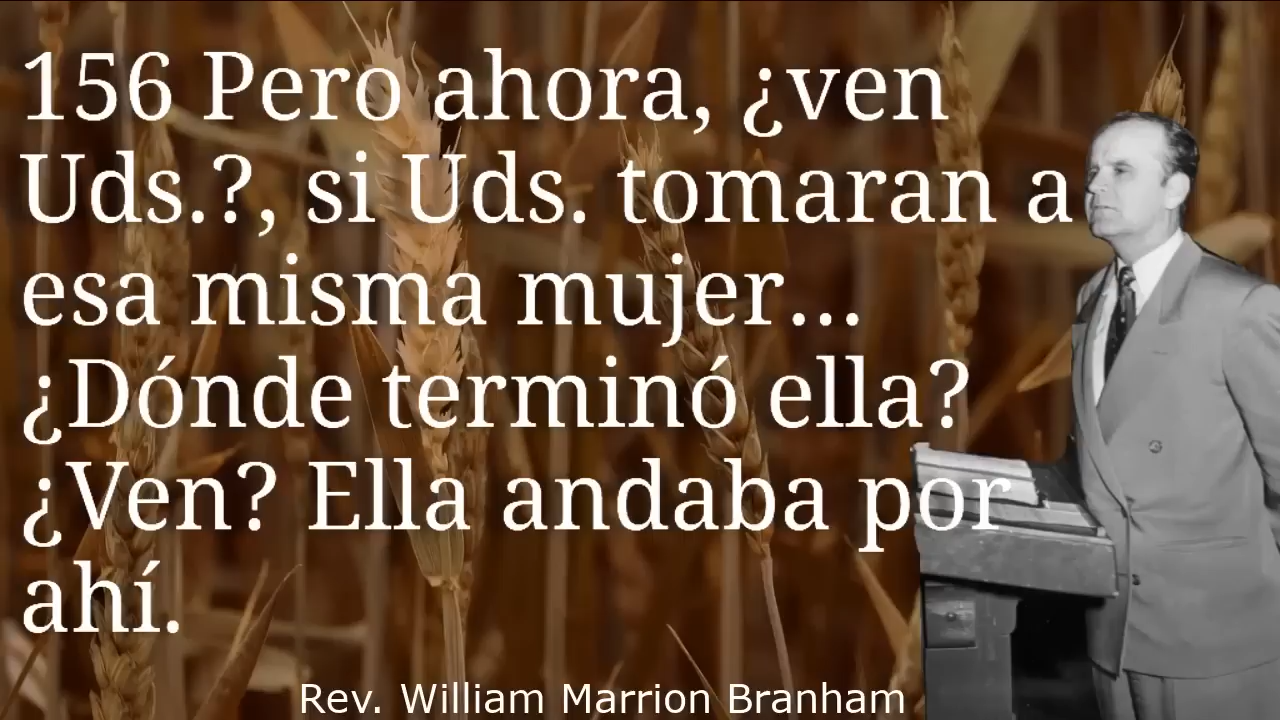 156 Pero ahora, ¿ven
Uds.?, si Uds. tomaran a
esa misma mujer...
¿Dónde terminó ella?
¿Ven? Ella andaba por
ahí.
Rev. William Marrion Branham